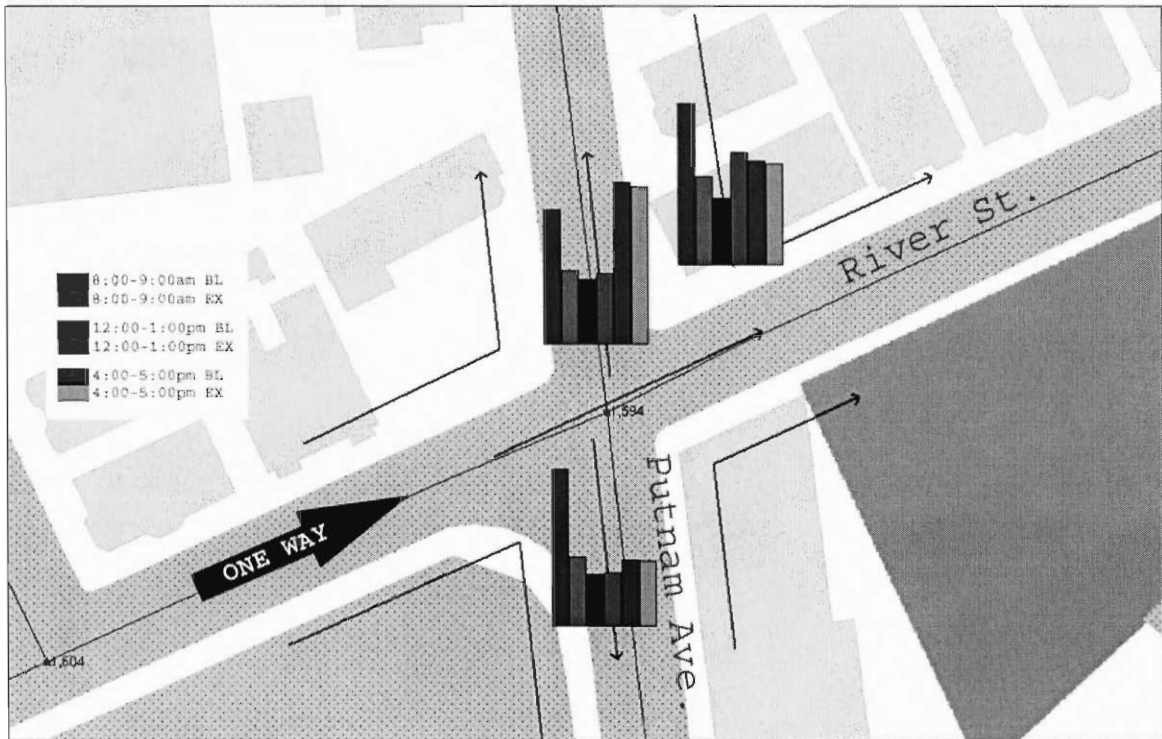 River St.
8:00-9:00am BL
8:00-9:00am EX
12:00-1:00pm BL
12:00-1:00pm EX
4:00-5:00pm BL
4:00-5:00pm EX
1,594
Putnam Ave.
ONE WAY
1,604